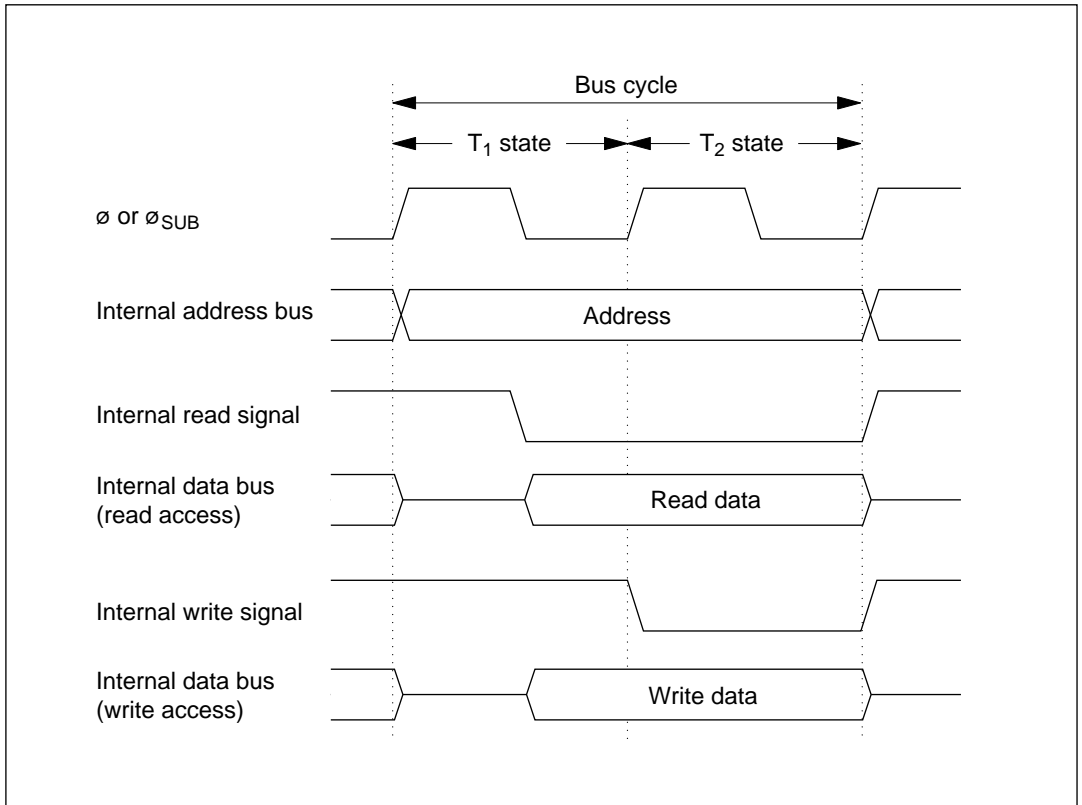 Bus cycle
T₁ state
T₂ state
ø or ø_SUB
Internal address bus
Address
Internal read signal
Internal data bus
(read access)
Read data
Internal write signal
Internal data bus
(write access)
Write data